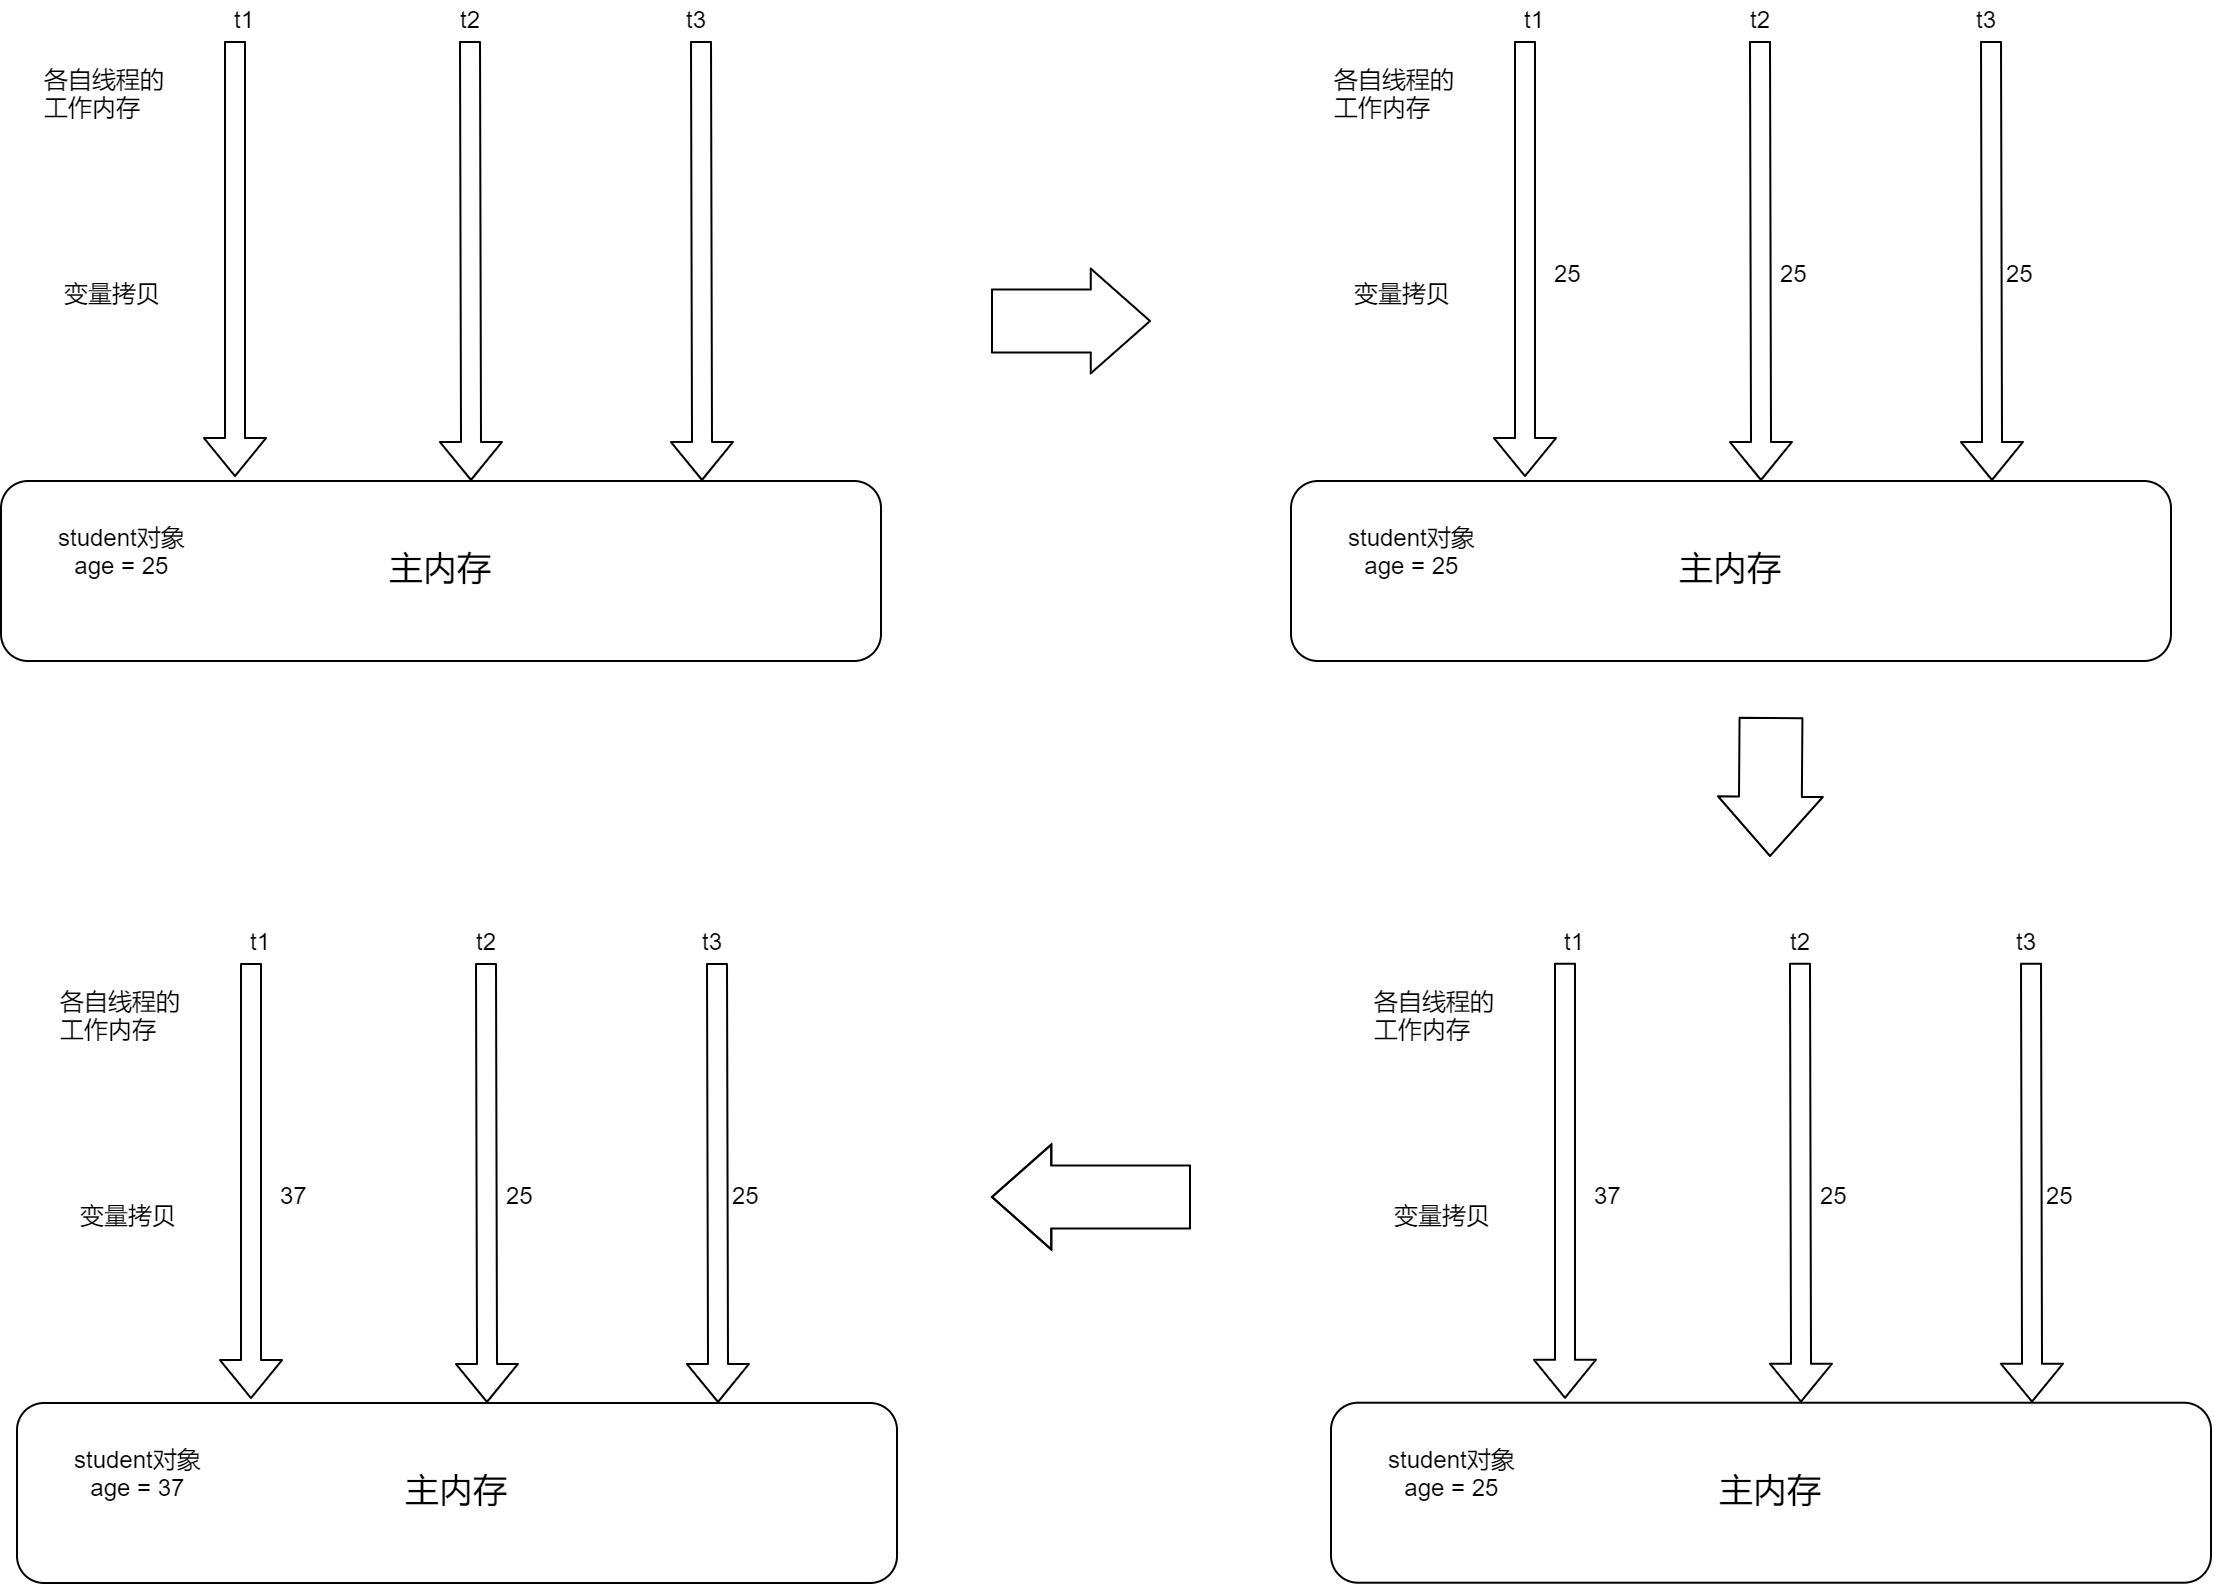 t1
t2
t3
各自线程的
工作内存
变量拷贝
student对象
age = 25
主内存
t1
t2
t3
各自线程的
工作内存
25
25
25
变量拷贝
student对象
age = 25
主内存
t1
t2
t3
各自线程的
工作内存
37
25
25
变量拷贝
student对象
age = 37
主内存
t1
t2
t3
各自线程的
工作内存
37
25
25
变量拷贝
student对象
age = 25
主内存